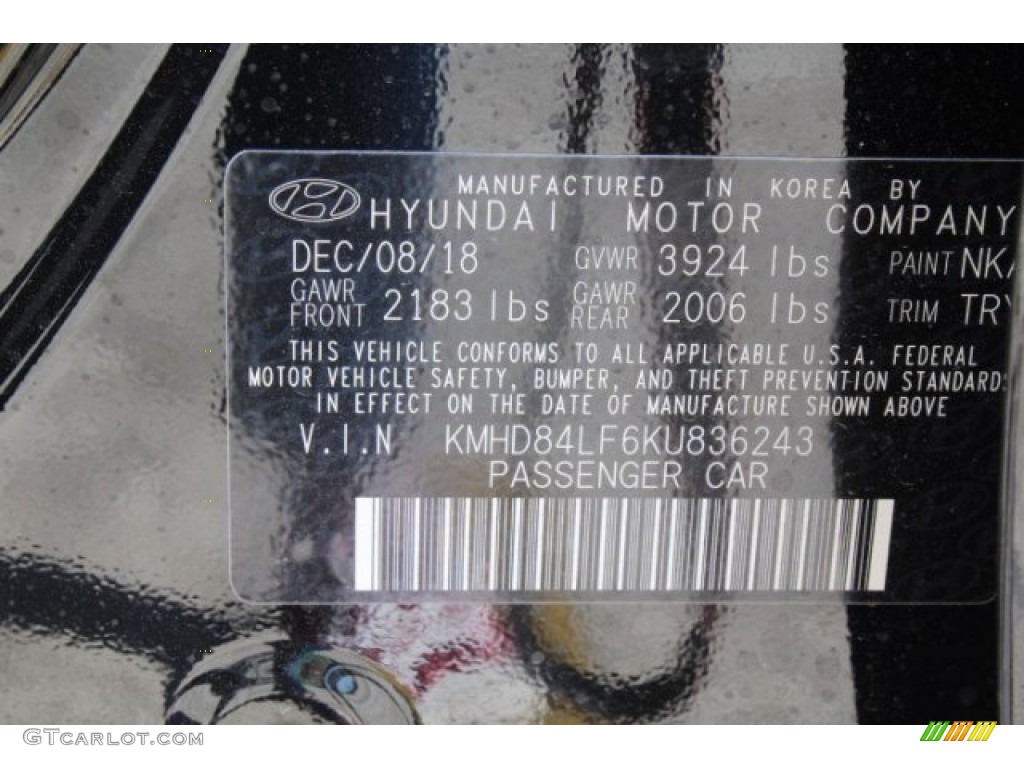 MANUFACTURED IN KOREA BY
HYUNDAI MOTOR COMPANY
DEC/08/18 GVWR 3924 lbs PAINT NKA
GAWR FRONT 2183 lbs GAWR REAR 2006 lbs TRIM TRY
THIS VEHICLE CONFORMS TO ALL APPLICABLE U.S.A. FEDERAL
MOTOR VEHICLE SAFETY, BUMPER, AND THEFT PREVENTION STANDARDS
IN EFFECT ON THE DATE OF MANUFACTURE SHOWN ABOVE
V.I.N KMHD84LF6KU836243
PASSENGER CAR
GTCARLOT.COM